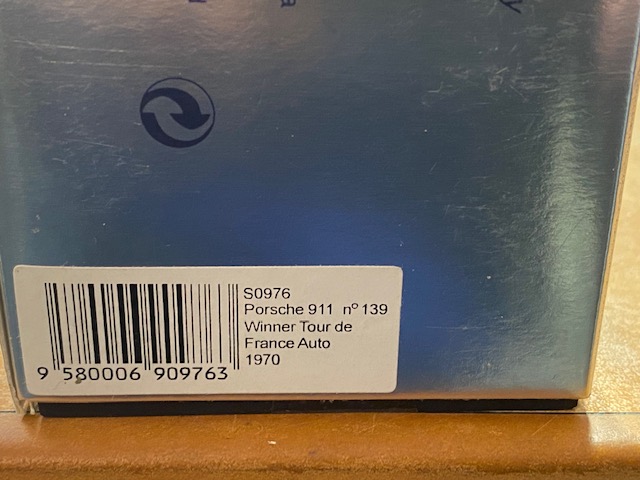 S0976
Porsche 911 nº 139
Winner Tour de
France Auto
1970
9 580006 909763